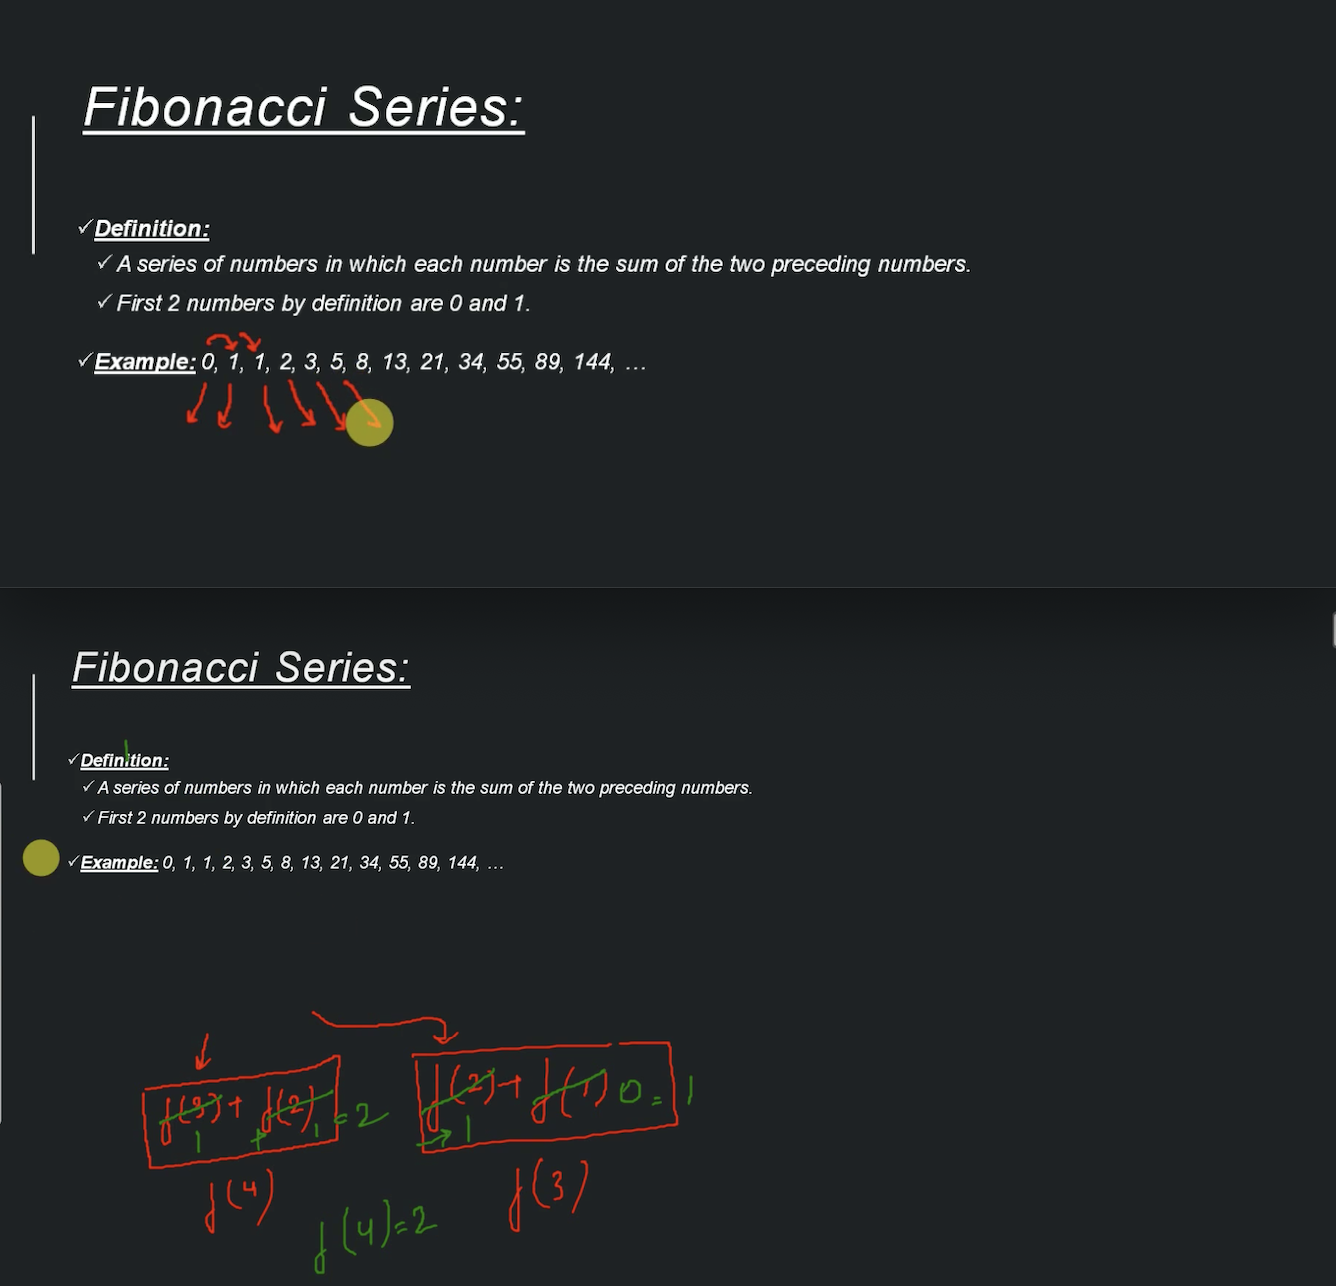 Fibonacci Series:
✓Definition:
✓A series of numbers in which each number is the sum of the two preceding numbers.
✓First 2 numbers by definition are 0 and 1.
✓Example: 0, 1, 1, 2, 3, 5, 8, 13, 21, 34, 55, 89, 144, …
Fibonacci Series:
✓Definition:
✓A series of numbers in which each number is the sum of the two preceding numbers.
✓First 2 numbers by definition are 0 and 1.
✓Example: 0, 1, 1, 2, 3, 5, 8, 13, 21, 34, 55, 89, 144, …
f(3)+ f(2) =2
1 + 1
f(4)
f(2)+ f(1) 0 = 1
→ 1
f(3)
f(4)=2